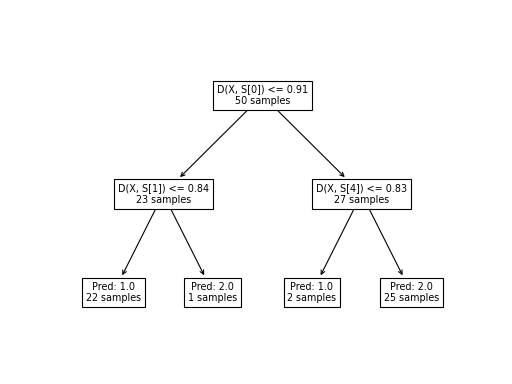 D(X, S[0]) <= 0.91
50 samples
D(X, S[1]) <= 0.84
23 samples
D(X, S[4]) <= 0.83
27 samples
Pred: 1.0
22 samples
Pred: 2.0
1 samples
Pred: 1.0
2 samples
Pred: 2.0
25 samples